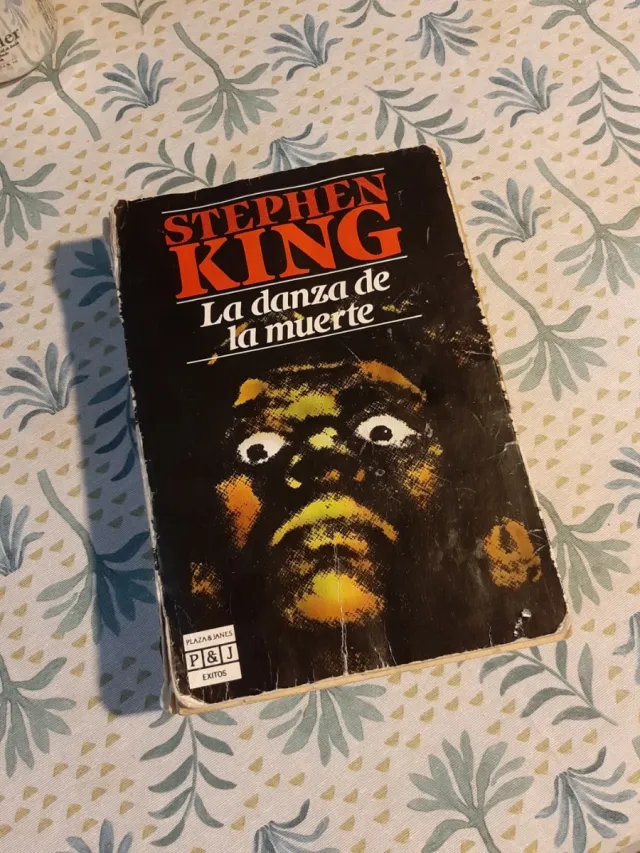 STEPHEN
KING
La danza de
la muerte
PLAZA & JANES
P & J
EXITOS